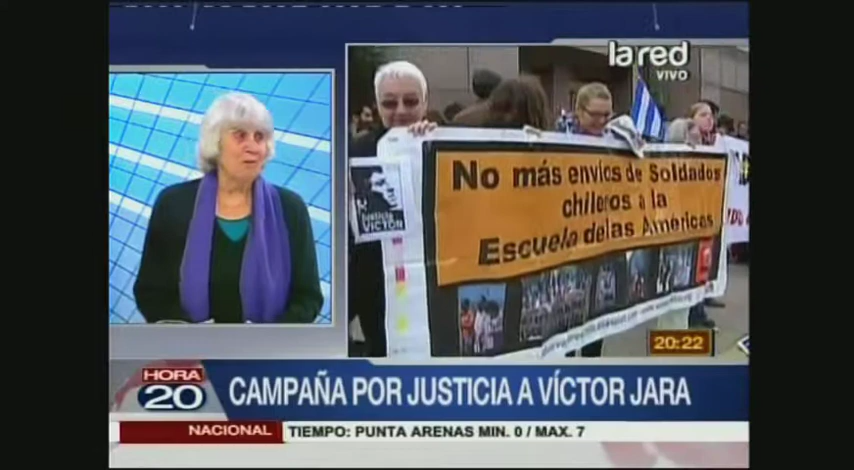 la red
VIVO
No más envios de Soldados
chilenos a la
Escuela de las Américas
Justicia
VICTOR
20:22
HORA
20
CAMPAÑA POR JUSTICIA A VÍCTOR JARA
NACIONAL
TIEMPO: PUNTA ARENAS MIN. 0 / MAX. 7